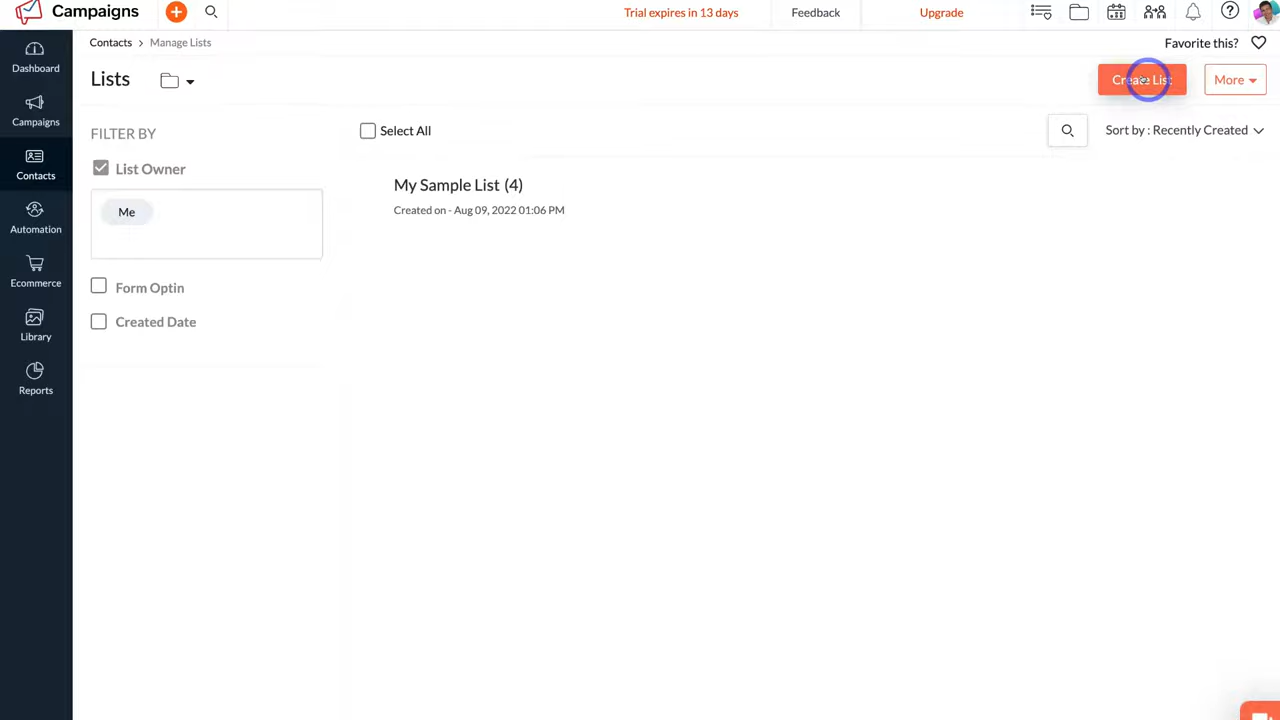 Campaigns
Trial expires in 13 days
Feedback
Upgrade
Contacts > Manage Lists
Favorite this?
Lists
Create List
More
Dashboard
Campaigns
Contacts
Automation
Ecommerce
Library
Reports
FILTER BY
List Owner
Me
Form Optin
Created Date
Select All
Sort by : Recently Created
My Sample List (4)
Created on - Aug 09, 2022 01:06 PM